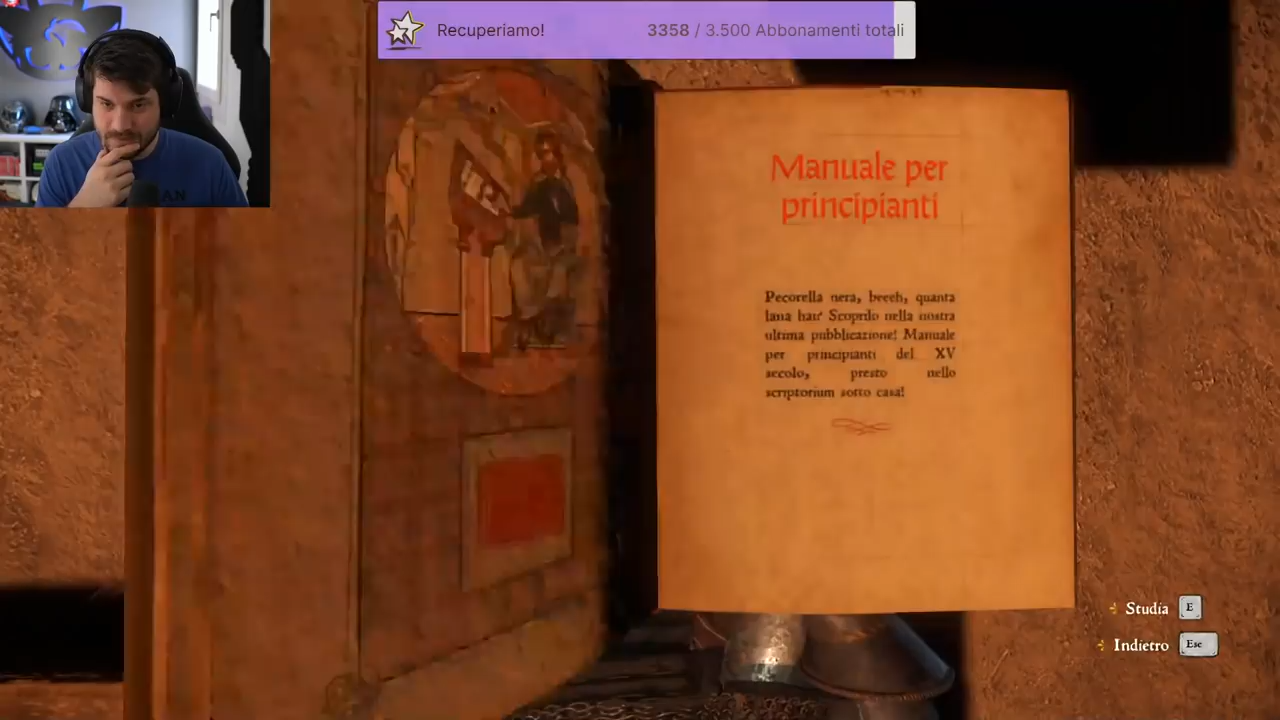 Recuperiamo!
3358 / 3.500 Abbonamenti totali
Manuale per
principianti
Pecorella nera, breeh, quanta
lana hai? Scoprilo nella nostra
ultima pubblicazione! Manuale
per principianti del XV
secolo, presto nello
scriptorium sotto casa!
Studia E
Indietro Esc